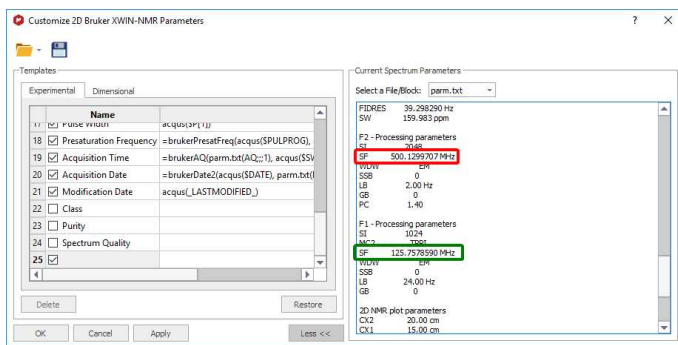 Customize 2D Bruker XWIN-NMR Parameters
Templates
Experimental Dimensional
Name
17 Pulse Width acqus($P[1])
18 Presaturation Frequency =brukerPresatFreq(acqus($PULPROG),
19 Acquisition Time =brukerAQ(parm.txt(AQ;;;1), acqus($SW
20 Acquisition Date =brukerDate2(acqus($DATE), parm.txt(
21 Modification Date acqus(_LASTMODIFIED_)
22 Class
23 Purity
24 Spectrum Quality
25
Delete Restore
OK Cancel Apply Less <<
Current Spectrum Parameters
Select a File/Block: parm.txt
FIDRES 39.298290 Hz
SW 159.983 ppm
F2 - Processing parameters
SI 2048
SF 500.1299707 MHz
WDW EM
SSB 0
LB 2.00 Hz
GB 0
PC 1.40
F1 - Processing parameters
SI 1024
MC2 TPPI
SF 125.7578590 MHz
WDW EM
SSB 0
LB 24.00 Hz
GB 0
2D NMR plot parameters
CX2 20.00 cm
CX1 15.00 cm